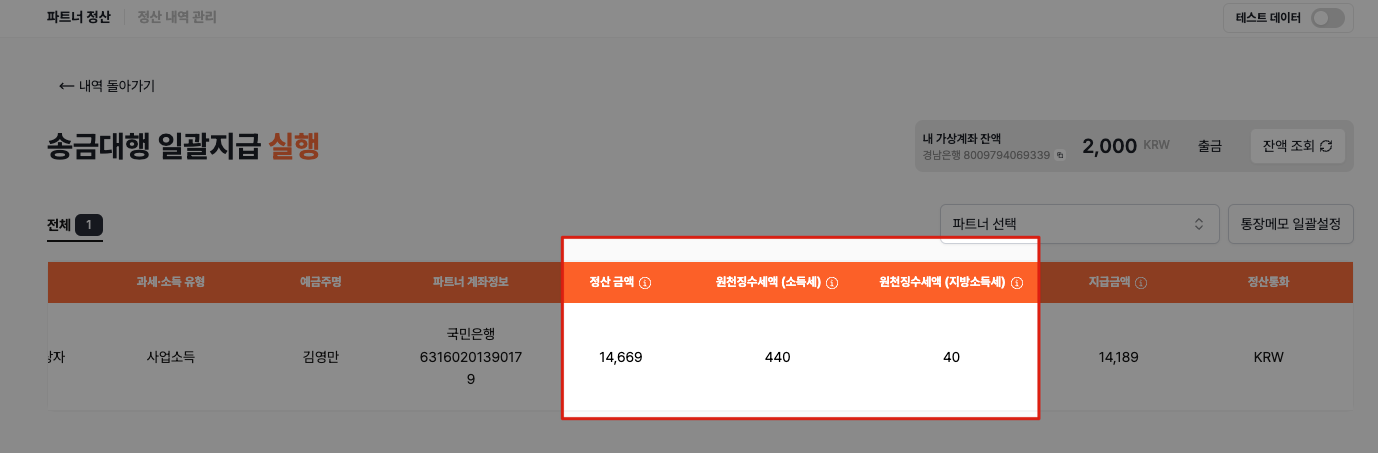 파트너 정산 정산 내역 관리 테스트 데이터
← 내역 돌아가기
송금대행 일괄지급 실행
내 가상계좌 잔액
경남은행 8009794069339
2,000 KRW 출금 잔액 조회
전체 1 파트너 선택 통장메모 일괄설정
과세·소득 유형 예금주명 파트너 계좌정보 정산 금액 원천징수세액 (소득세) 원천징수세액 (지방소득세) 지급금액 정산통화
사업소득 김영만 국민은행
6316020139017
9
14,669 440 40 14,189 KRW